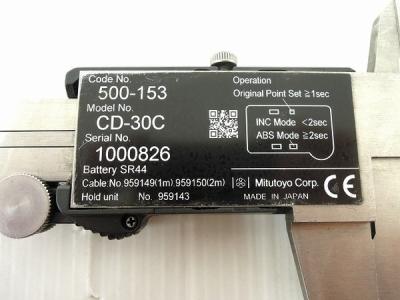 Code No.
500-153
Model No.
CD-30C
Serial No.
1000826
Battery SR44
Cable:No.959149(1m).959150(2m)
Hold unit No. 959143
Operation
Original Point Set ≧1sec
INC Mode <2sec
ABS Mode ≧2sec
Mitutoyo Corp.
MADE IN JAPAN
CE